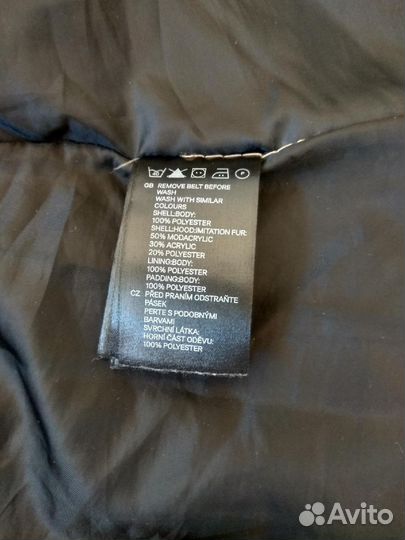 GB REMOVE BELT BEFORE
WASH
WASH WITH SIMILAR
COLOURS
SHELL:BODY:
100% POLYESTER
SHELL:HOOD:IMITATION FUR:
50% MODACRYLIC
30% ACRYLIC
20% POLYESTER
LINING:BODY:
100% POLYESTER
PADDING:BODY:
100% POLYESTER
CZ PŘED PRANÍM ODSTRAŇTE
PÁSEK
PERTE S PODOBNÝMI
BARVAMI
SVRCHNÍ LÁTKA:
HORNÍ ČÁST ODĚVU:
100% POLYESTER
Avito